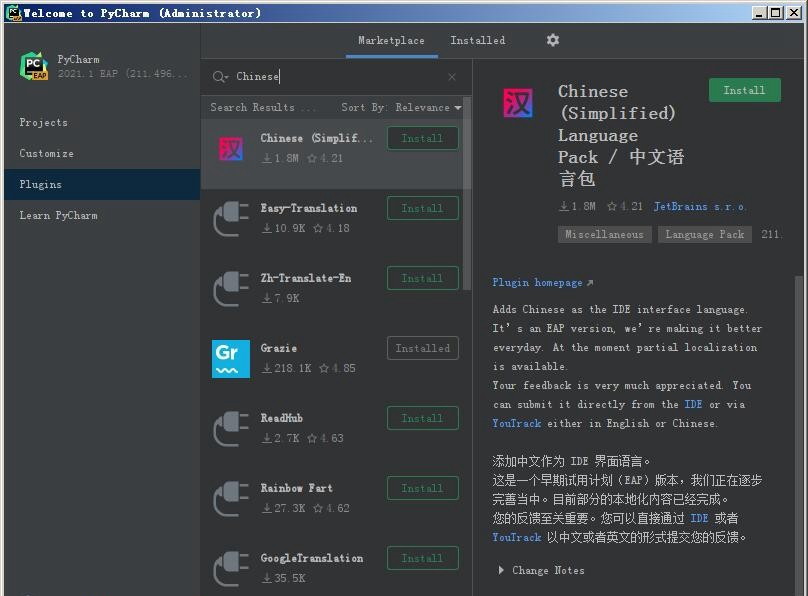 Welcome to PyCharm (Administrator)
PC
EAP
PyCharm
2021.1 EAP (211.496...
Projects
Customize
Plugins
Learn PyCharm
Marketplace Installed
Chinese
Search Results ... Sort By: Relevance
汉
Chinese (Simplif...
1.8M 4.21
Install
Easy-Translation
10.9K 4.18
Install
Zh-Translate-En
7.9K
Install
Gr
Grazie
218.1K 4.85
Installed
ReadHub
2.7K 4.63
Install
Rainbow Fart
27.3K 4.62
Install
GoogleTranslation
35.5K
Install
汉
Chinese
(Simplified)
Language
Pack / 中文语
言包
Install
1.8M 4.21 JetBrains s.r.o.
Miscellaneous Language Pack 211.
Plugin homepage
Adds Chinese as the IDE interface language.
It's an EAP version, we're making it better
everyday. At the moment partial localization
is available.
Your feedback is very much appreciated. You
can submit it directly from the IDE or via
YouTrack either in English or Chinese.
添加中文作为 IDE 界面语言。
这是一个早期试用计划（EAP）版本，我们正在逐步
完善当中。目前部分的本地化内容已经完成。
您的反馈至关重要。您可以直接通过 IDE 或者
YouTrack 以中文或者英文的形式提交您的反馈。
Change Notes